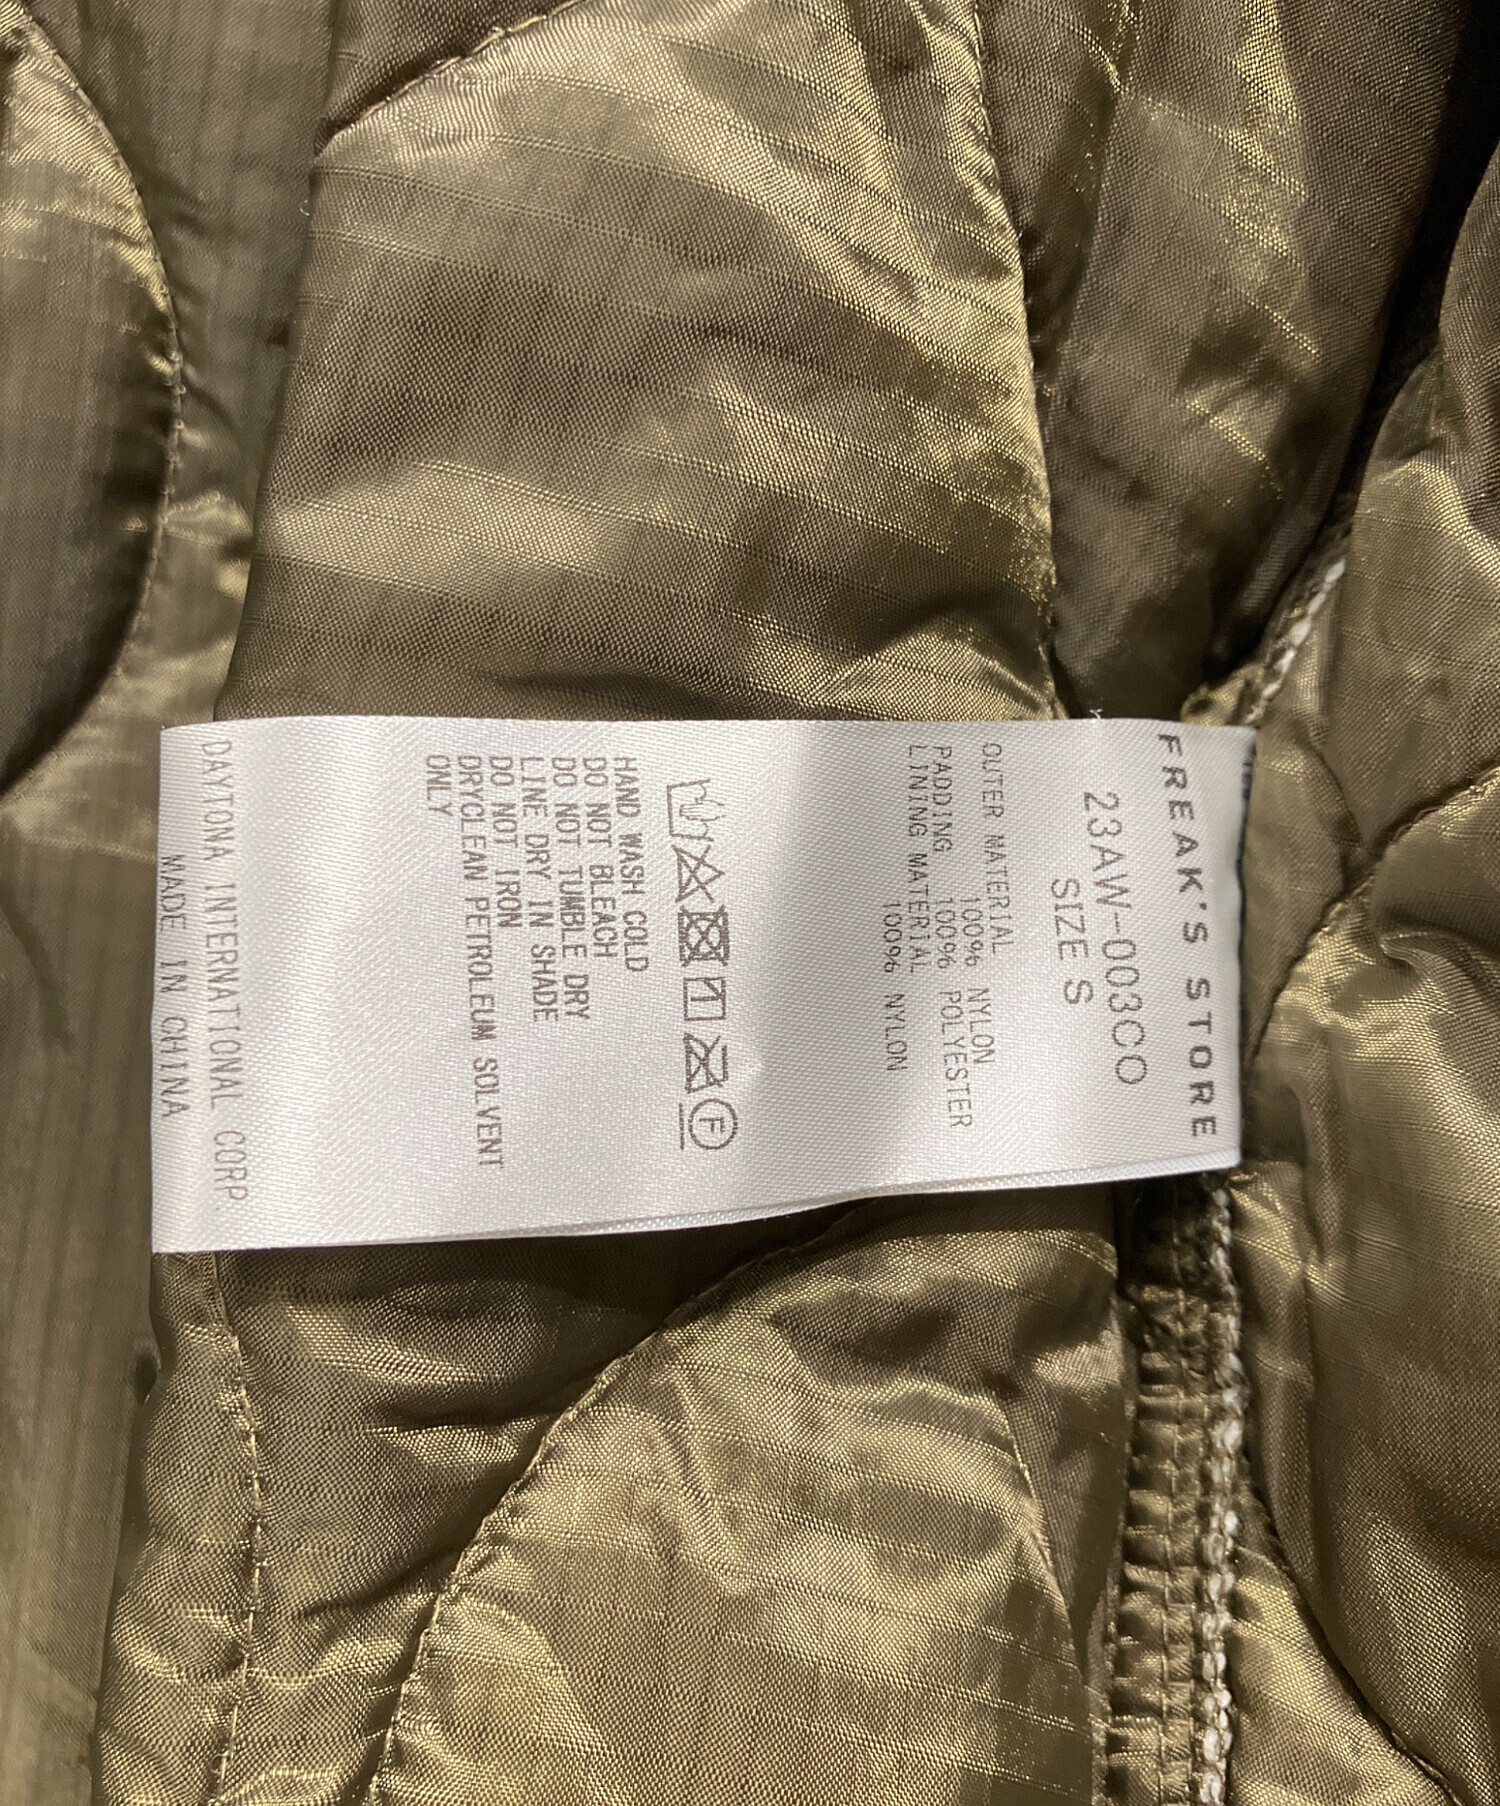 FREAK'S STORE
23AW-003CO
SIZE S
OUTER MATERIAL
100% NYLON
PADDING 100% POLYESTER
LINING MATERIAL
100% NYLON
F
HAND WASH COLD
DO NOT BLEACH
DO NOT TUMBLE DRY
LINE DRY IN SHADE
DO NOT IRON
DRYCLEAN PETROLEUM SOLVENT
ONLY
DAYTONA INTERNATIONAL CORP.
MADE IN CHINA